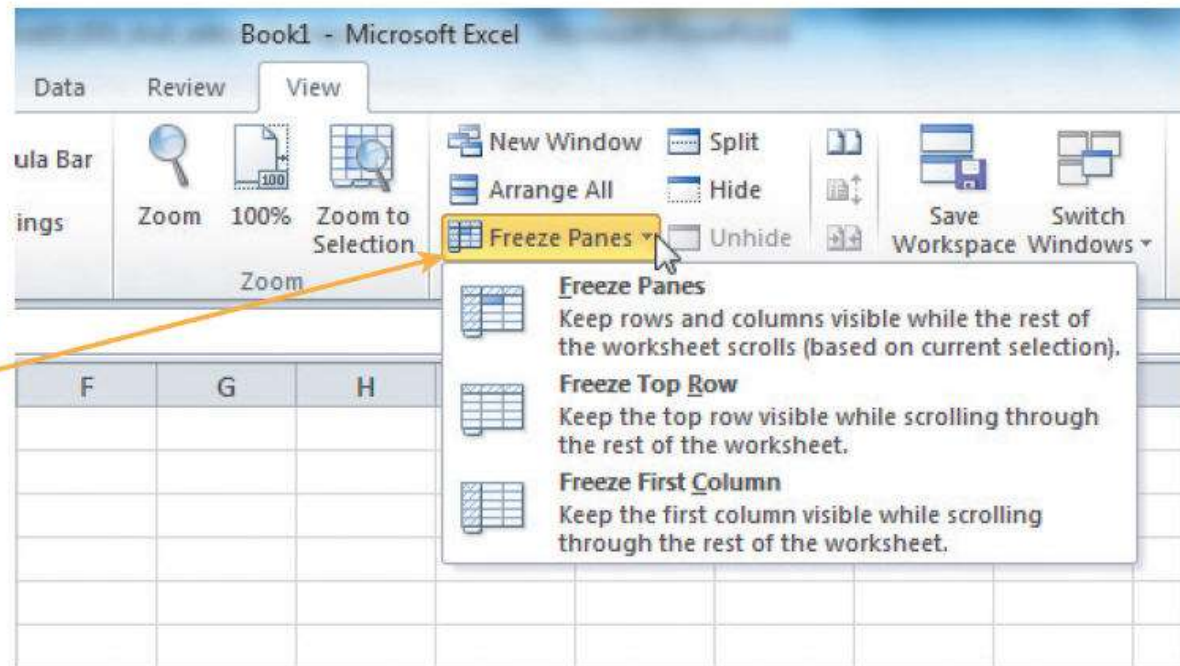 Book1 - Microsoft Excel
Data Review View
ula Bar
ings
Zoom 100% Zoom to
Selection
Zoom
New Window Split
Arrange All Hide
Freeze Panes Unhide
Save
Workspace
Switch
Windows
Freeze Panes
Keep rows and columns visible while the rest of
the worksheet scrolls (based on current selection).
Freeze Top Row
Keep the top row visible while scrolling through
the rest of the worksheet.
Freeze First Column
Keep the first column visible while scrolling
through the rest of the worksheet.
F G H